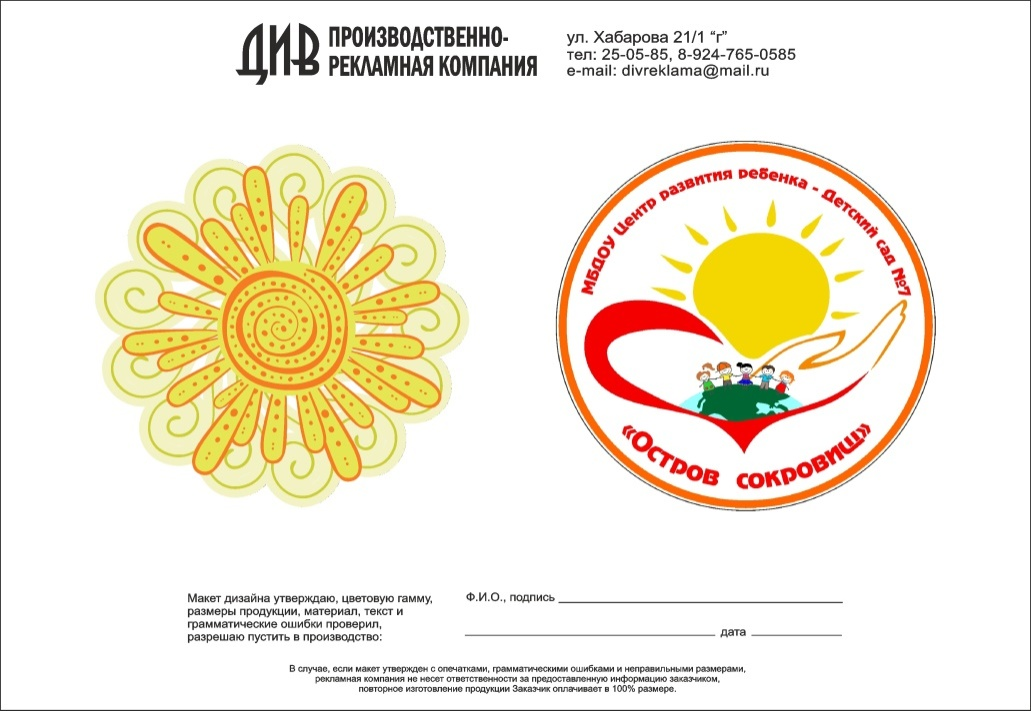 ДИВ ПРОИЗВОДСТВЕННО-
РЕКЛАМНАЯ КОМПАНИЯ
ул. Хабарова 21/1 “г”
тел: 25-05-85, 8-924-765-0585
e-mail: divreklama@mail.ru
МБДОУ Центр развития ребенка - Детский сад №7
«Остров сокровищ»
Макет дизайна утверждаю, цветовую гамму,
размеры продукции, материал, текст и
грамматические ошибки проверил,
разрешаю пустить в производство:
Ф.И.О., подпись
дата
В случае, если макет утвержден с опечатками, грамматическими ошибками и неправильными размерами,
рекламная компания не несет ответственности за предоставленную информацию заказчиком,
повторное изготовление продукции Заказчик оплачивает в 100% размере.